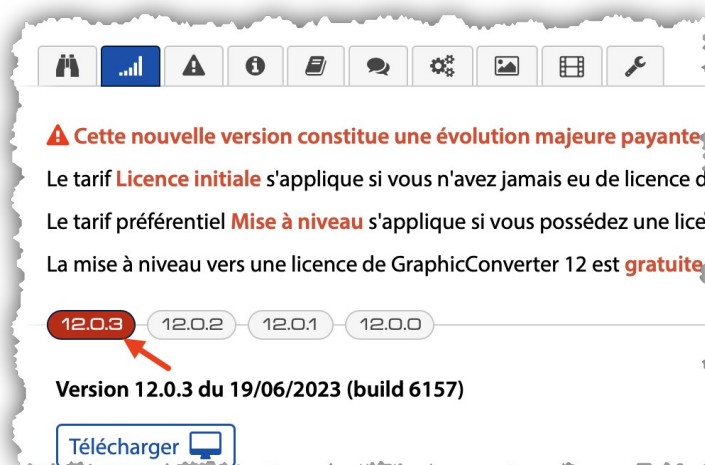 Cette nouvelle version constitue une évolution majeure payante
Le tarif Licence initiale s'applique si vous n'avez jamais eu de licence
Le tarif préférentiel Mise à niveau s'applique si vous possédez une
La mise à niveau vers une licence de GraphicConverter 12 est gratuite
12.0.3 12.0.2 12.0.1 12.0.0
Version 12.0.3 du 19/06/2023 (build 6157)
Télécharger